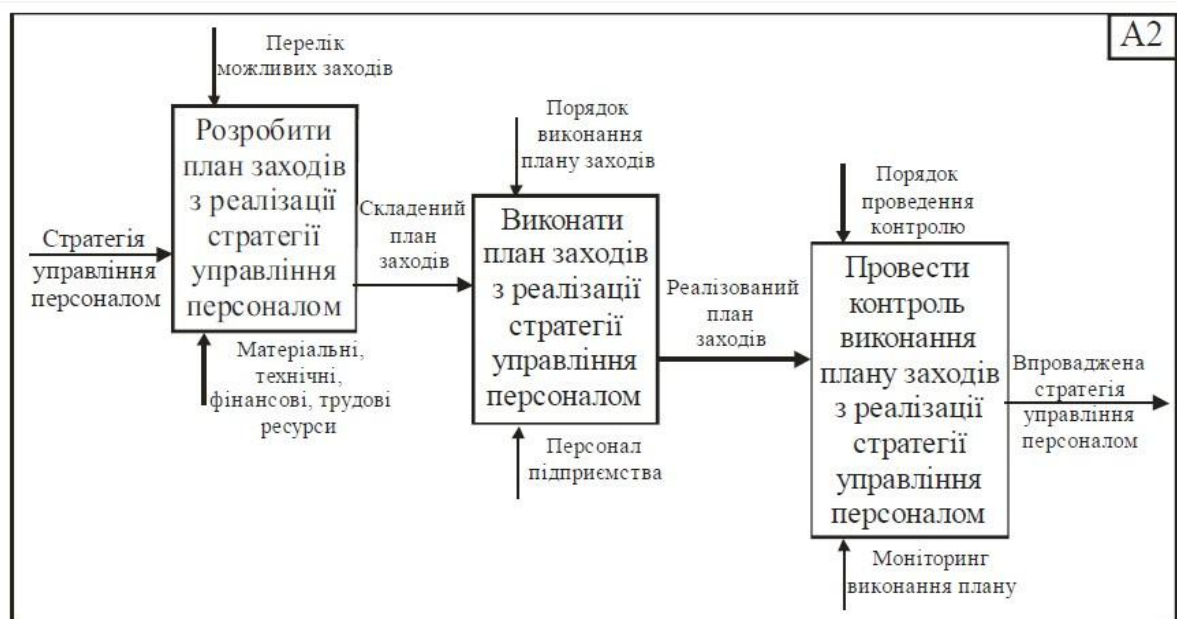 А2
Перелік
можливих заходів
Розробити
план заходів
з реалізації
стратегії
управління
персоналом
Стратегія
управління
персоналом
Матеріальні,
технічні,
фінансові, трудові
ресурси
Складений
план
заходів
Порядок
виконання
плану заходів
Виконати
план заходів
з реалізації
стратегії
управління
персоналом
Персонал
підприємства
Реалізований
план
заходів
Порядок
проведення
контролю
Провести
контроль
виконання
плану заходів
з реалізації
стратегії
управління
персоналом
Моніторинг
виконання плану
Впроваджена
стратегія
управління
персоналом